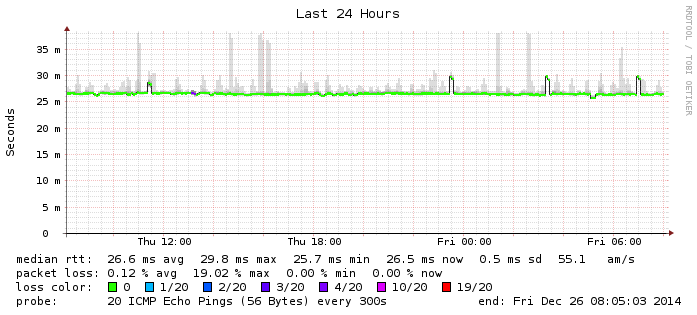 Last 24 Hours
RRDTOOL / TOBI OETIKER
Seconds
35 m
30 m
25 m
20 m
15 m
10 m
5 m
0
Thu 12:00 Thu 18:00 Fri 00:00 Fri 06:00
median rtt: 26.6 ms avg 29.8 ms max 25.7 ms min 26.5 ms now 0.5 ms sd 55.1 am/s
packet loss: 0.12 % avg 19.02 % max 0.00 % min 0.00 % now
loss color: 0 1/20 2/20 3/20 4/20 10/20 19/20
probe: 20 ICMP Echo Pings (56 Bytes) every 300s end: Fri Dec 26 08:05:03 2014